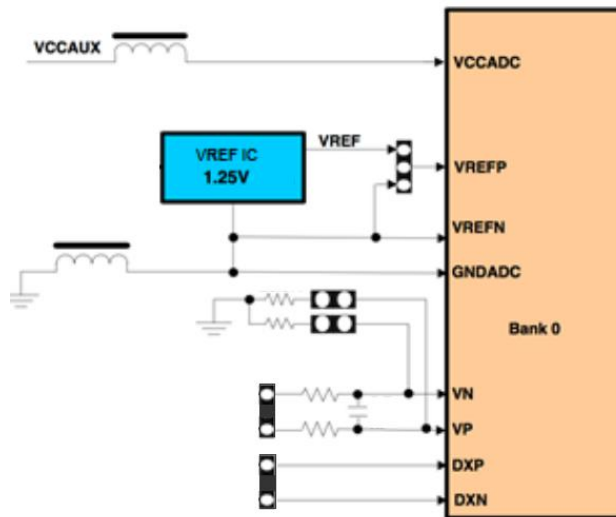 VCCAUX
VCCADC
VREF
VREF IC
1.25V
VREFP
VREFN
GNDADC
Bank 0
VN
VP
DXP
DXN